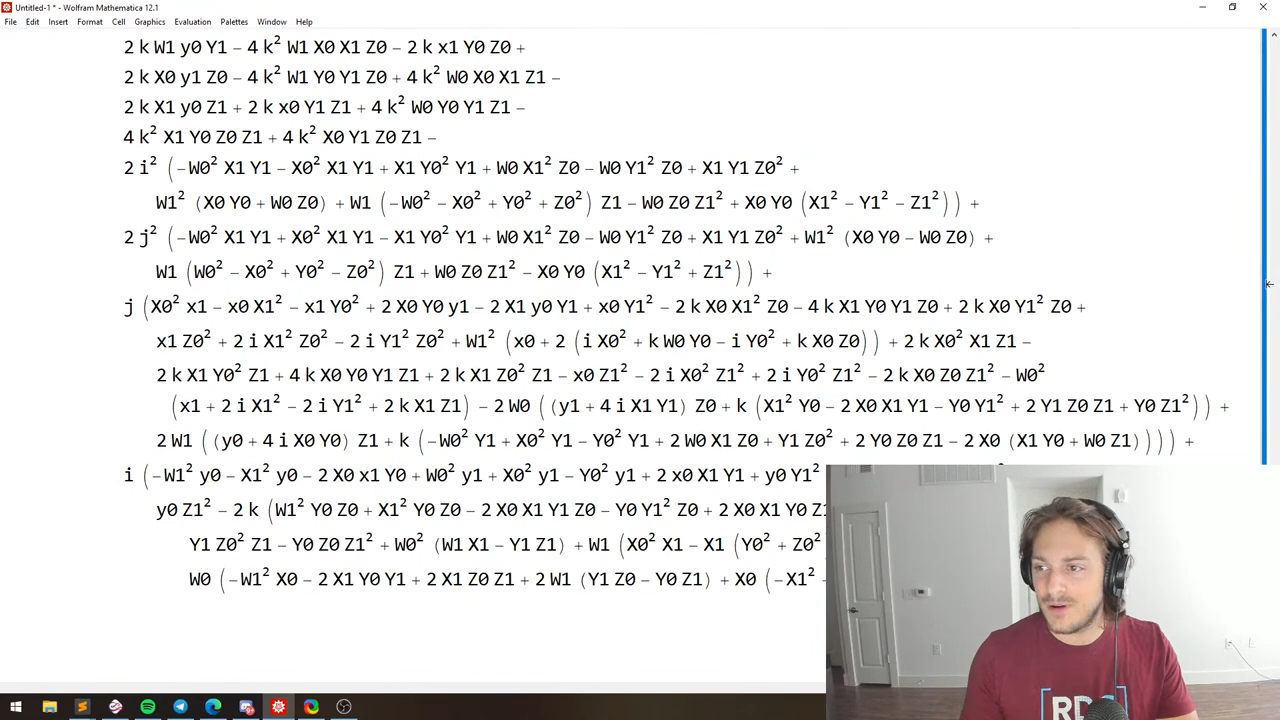 Untitled-1 * - Wolfram Mathematica 12.1
File Edit Insert Format Cell Graphics Evaluation Palettes Window Help
2 k W1 y0 Y1 − 4 k² W1 X0 X1 Z0 − 2 k x1 Y0 Z0 +
2 k X0 y1 Z0 − 4 k² W1 Y0 Y1 Z0 + 4 k² W0 X0 X1 Z1 −
2 k X1 y0 Z1 + 2 k x0 Y1 Z1 + 4 k² W0 Y0 Y1 Z1 −
4 k² X1 Y0 Z0 Z1 + 4 k² X0 Y1 Z0 Z1 −
2 i² (−W0² X1 Y1 − X0² X1 Y1 + X1 Y0² Y1 + W0 X1² Z0 − W0 Y1² Z0 + X1 Y1 Z0² +
W1² (X0 Y0 + W0 Z0) + W1 (−W0² − X0² + Y0² + Z0²) Z1 − W0 Z0 Z1² + X0 Y0 (X1² − Y1² − Z1²)) +
2 j² (−W0² X1 Y1 + X0² X1 Y1 − X1 Y0² Y1 + W0 X1² Z0 − W0 Y1² Z0 + X1 Y1 Z0² + W1² (X0 Y0 − W0 Z0) +
W1 (W0² − X0² + Y0² − Z0²) Z1 + W0 Z0 Z1² − X0 Y0 (X1² − Y1² + Z1²)) +
j (X0² x1 − x0 X1² − x1 Y0² + 2 X0 Y0 y1 − 2 X1 y0 Y1 + x0 Y1² − 2 k X0 X1² Z0 − 4 k X1 Y0 Y1 Z0 + 2 k X0 Y1² Z0 +
x1 Z0² + 2 i X1² Z0² − 2 i Y1² Z0² + W1² (x0 + 2 (i X0² + k W0 Y0 − i Y0² + k X0 Z0)) + 2 k X0² X1 Z1 −
2 k X1 Y0² Z1 + 4 k X0 Y0 Y1 Z1 + 2 k X1 Z0² Z1 − x0 Z1² − 2 i X0² Z1² + 2 i Y0² Z1² − 2 k X0 Z0 Z1² − W0²
(x1 + 2 i X1² − 2 i Y1² + 2 k X1 Z1) − 2 W0 ((y1 + 4 i X1 Y1) Z0 + k (X1² Y0 − 2 X0 X1 Y1 − Y0 Y1² + 2 Y1 Z0 Z1 + Y0 Z1²)) +
2 W1 ((y0 + 4 i X0 Y0) Z1 + k (−W0² Y1 + X0² Y1 − Y0² Y1 + 2 W0 X1 Z0 + Y1 Z0² + 2 Y0 Z0 Z1 − 2 X0 (X1 Y0 + W0 Z1)))) +
i (−W1² y0 − X1² y0 − 2 X0 x1 Y0 + W0² y1 + X0² y1 − Y0² y1 + 2 x0 X1 Y1 + y0 Y1²
y0 Z1² − 2 k (W1² Y0 Z0 + X1² Y0 Z0 − 2 X0 X1 Y1 Z0 − Y0 Y1² Z0 + 2 X0 X1 Y0 Z1
Y1 Z0² Z1 − Y0 Z0 Z1² + W0² (W1 X1 − Y1 Z1) + W1 (X0² X1 − X1 (Y0² + Z0²
W0 (−W1² X0 − 2 X1 Y0 Y1 + 2 X1 Z0 Z1 + 2 W1 (Y1 Z0 − Y0 Z1) + X0 (−X1²